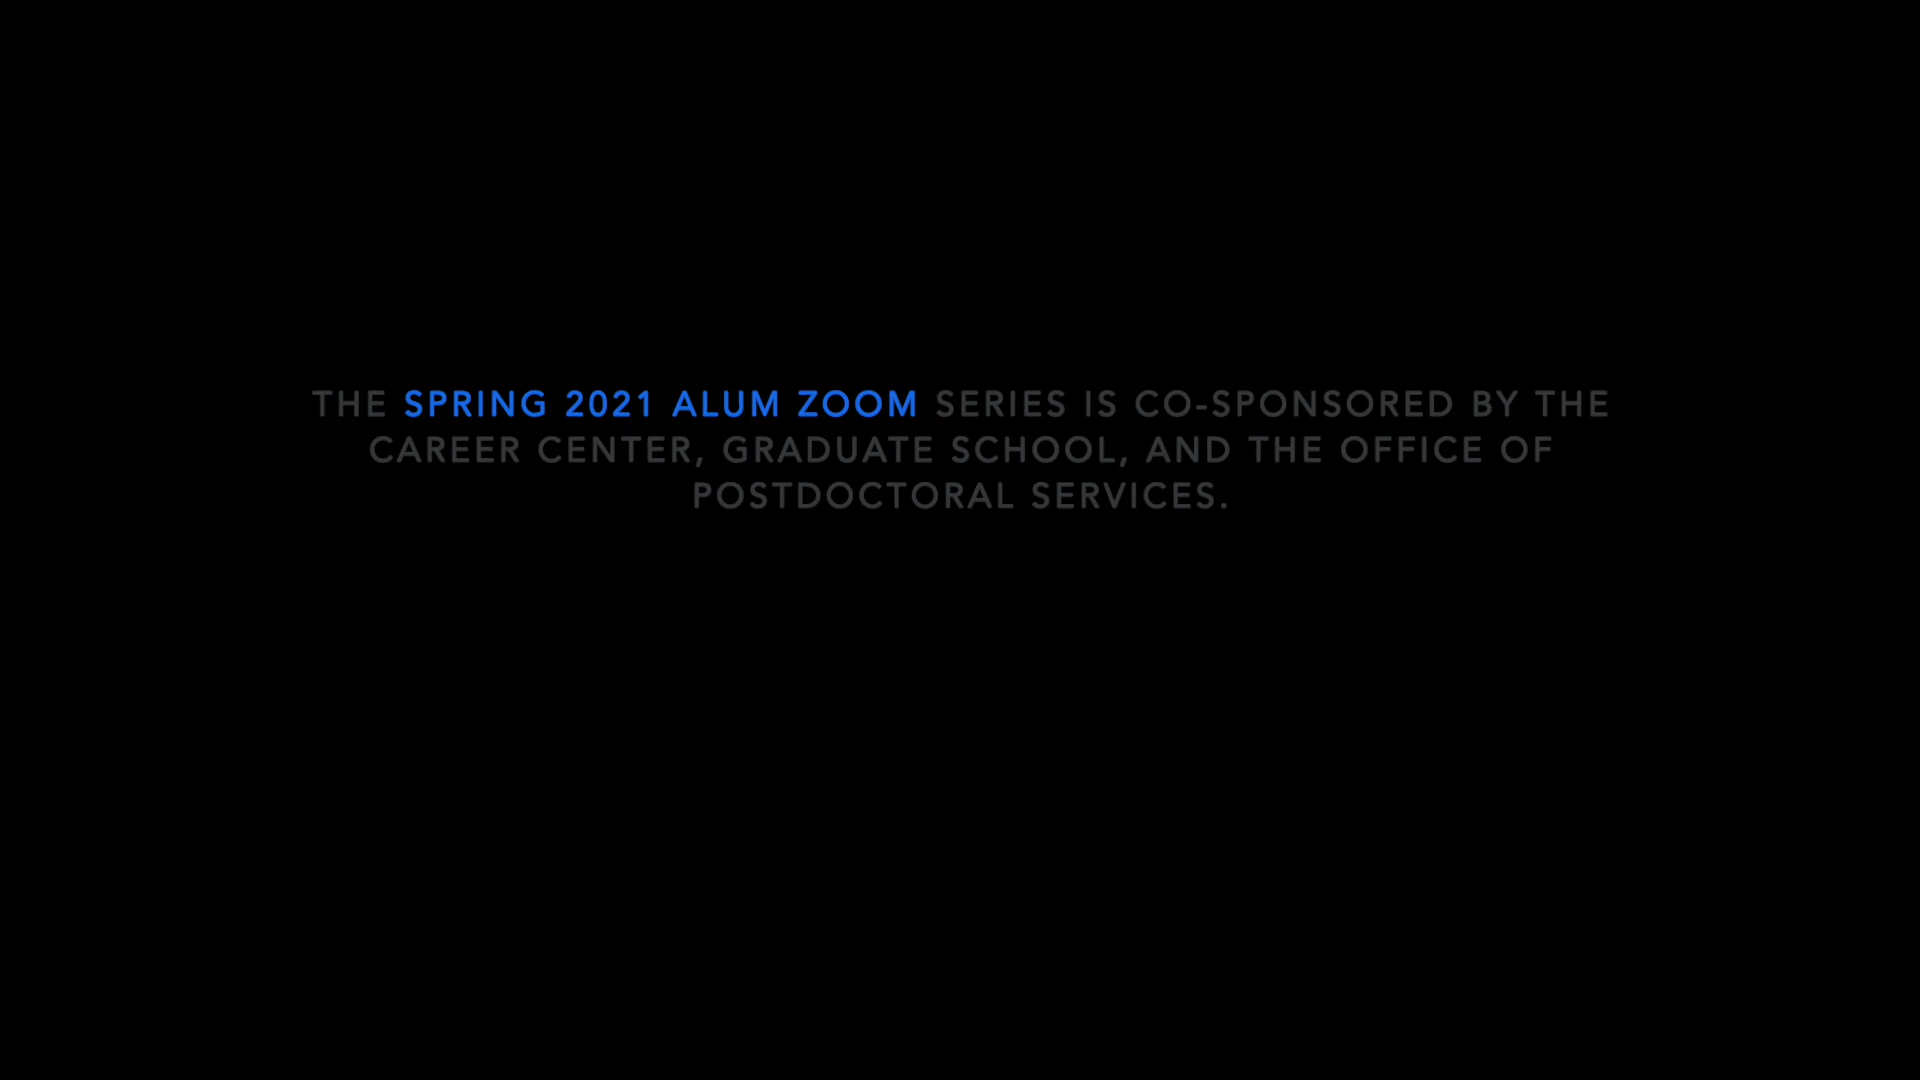 THE SPRING 2021 ALUM ZOOM SERIES IS CO-SPONSORED BY THE
CAREER CENTER, GRADUATE SCHOOL, AND THE OFFICE OF
POSTDOCTORAL SERVICES.